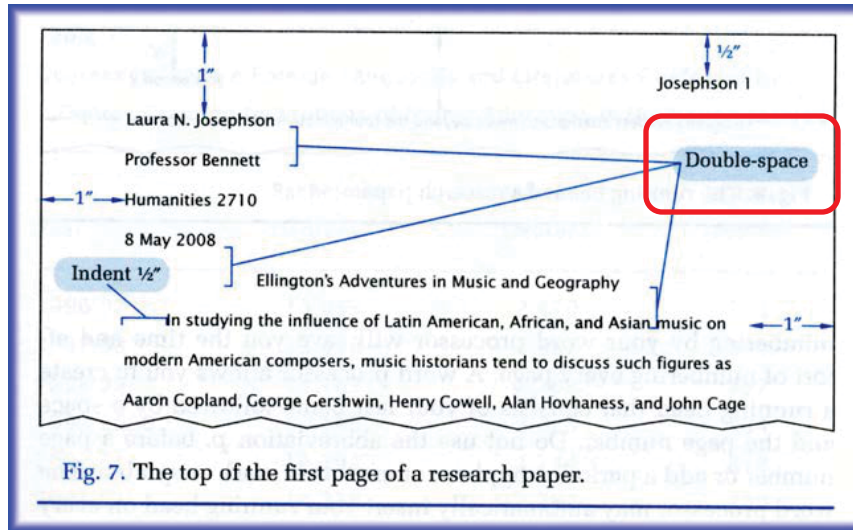 1″
½″
Josephson 1
Laura N. Josephson
Professor Bennett
Double-space
1″
Humanities 2710
8 May 2008
Indent ½″
Ellington's Adventures in Music and Geography
In studying the influence of Latin American, African, and Asian music on
1″
modern American composers, music historians tend to discuss such figures as
Aaron Copland, George Gershwin, Henry Cowell, Alan Hovhaness, and John Cage
Fig. 7. The top of the first page of a research paper.